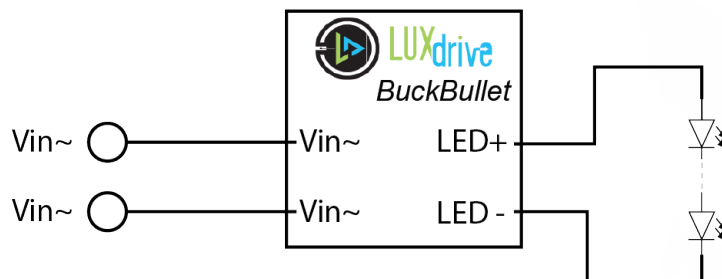 LUXdrive
BuckBullet
Vin~ Vin~ LED+
Vin~ Vin~ LED -